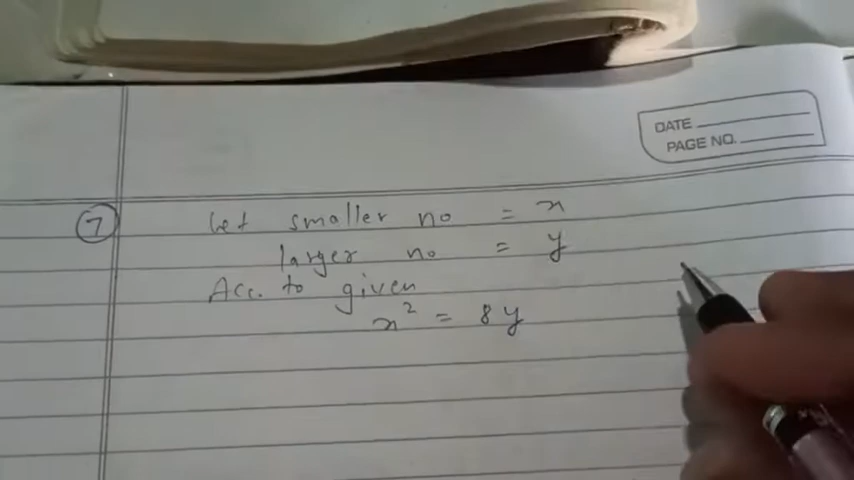 DATE
PAGE NO.
7 Let smaller no = x
larger no = y
Acc. to given
x² = 8y